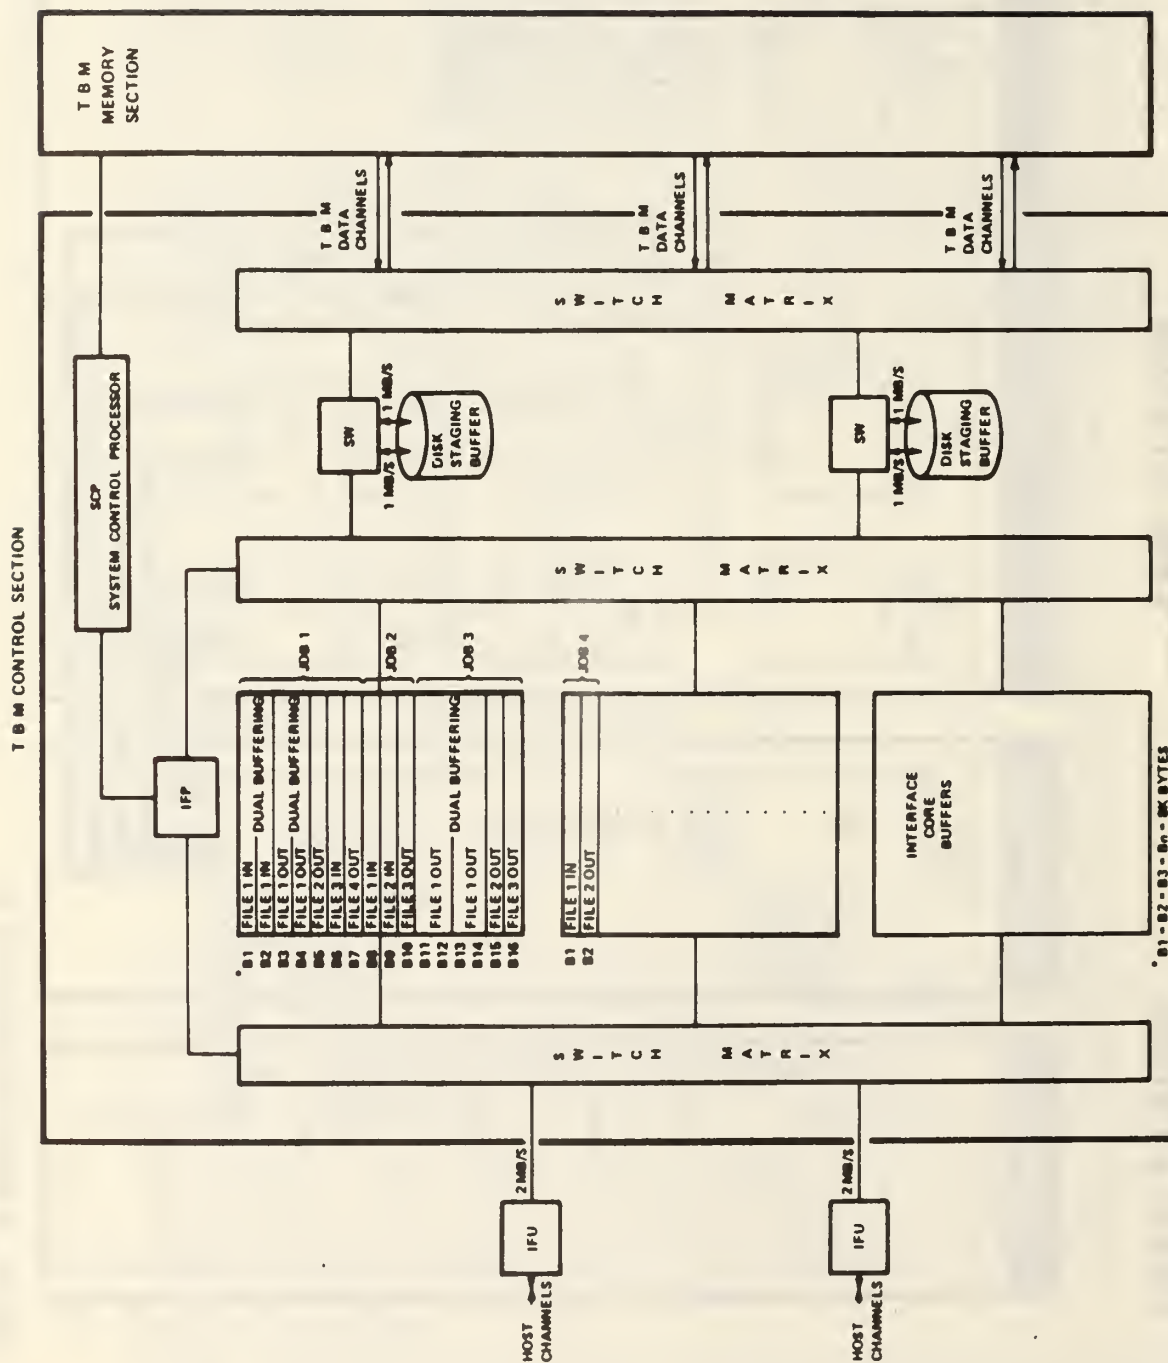 T B M CONTROL SECTION
T B M
MEMORY
SECTION
SCP
SYSTEM CONTROL PROCESSOR
IFP
T B M
DATA
CHANNELS
T B M
DATA
CHANNELS
T B M
DATA
CHANNELS
SWITCH MATRIX
SW
1 MB/S
1 MB/S
DISK
STAGING
BUFFER
SW
1 MB/S
1 MB/S
DISK
STAGING
BUFFER
SWITCH MATRIX
JOB 1
JOB 2
JOB 3
JOB 4
* B1 FILE 1 IN
DUAL BUFFERING
B2 FILE 1 IN
B3 FILE 1 OUT
DUAL BUFFERING
B4 FILE 1 OUT
B5 FILE 2 OUT
B6 FILE 3 IN
B7 FILE 4 OUT
B8 FILE 1 IN
B9 FILE 2 IN
B10 FILE 3 OUT
B11
FILE 1 OUT
B12
DUAL BUFFERING
B13
FILE 1 OUT
B14
B15 FILE 2 OUT
B16 FILE 3 OUT
B1 FILE 1 IN
B2 FILE 2 OUT
INTERFACE
CORE
BUFFERS
* B1 = B2 = B3 = Bn = 8K BYTES
SWITCH MATRIX
2 MB/S
2 MB/S
IFU
IFU
HOST
CHANNELS
HOST
CHANNELS